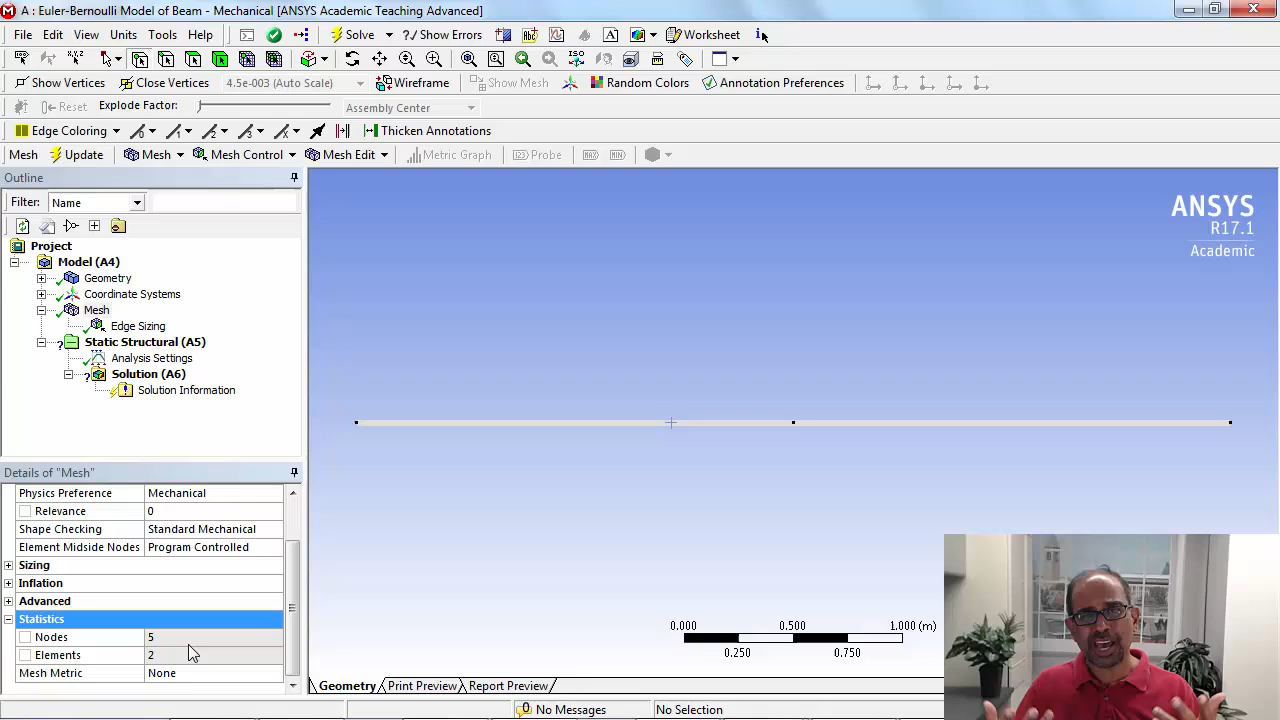 A : Euler-Bernoulli Model of Beam - Mechanical [ANSYS Academic Teaching Advanced]
File Edit View Units Tools Help Solve ?/ Show Errors Worksheet
Show Vertices Close Vertices 4.5e-003 (Auto Scale) Wireframe Show Mesh Random Colors Annotation Preferences
Reset Explode Factor: Assembly Center
Edge Coloring Thicken Annotations
Mesh Update Mesh Mesh Control Mesh Edit Metric Graph Probe
Outline
Filter: Name
Project
Model (A4)
Geometry
Coordinate Systems
Mesh
Edge Sizing
Static Structural (A5)
Analysis Settings
Solution (A6)
Solution Information
ANSYS
R17.1
Academic
Details of "Mesh"
Physics Preference Mechanical
Relevance 0
Shape Checking Standard Mechanical
Element Midside Nodes Program Controlled
Sizing
Inflation
Advanced
Statistics
Nodes 5
Elements 2
Mesh Metric None
0.000 0.500 1.000 (m)
0.250 0.750
Geometry Print Preview Report Preview
0 No Messages No Selection